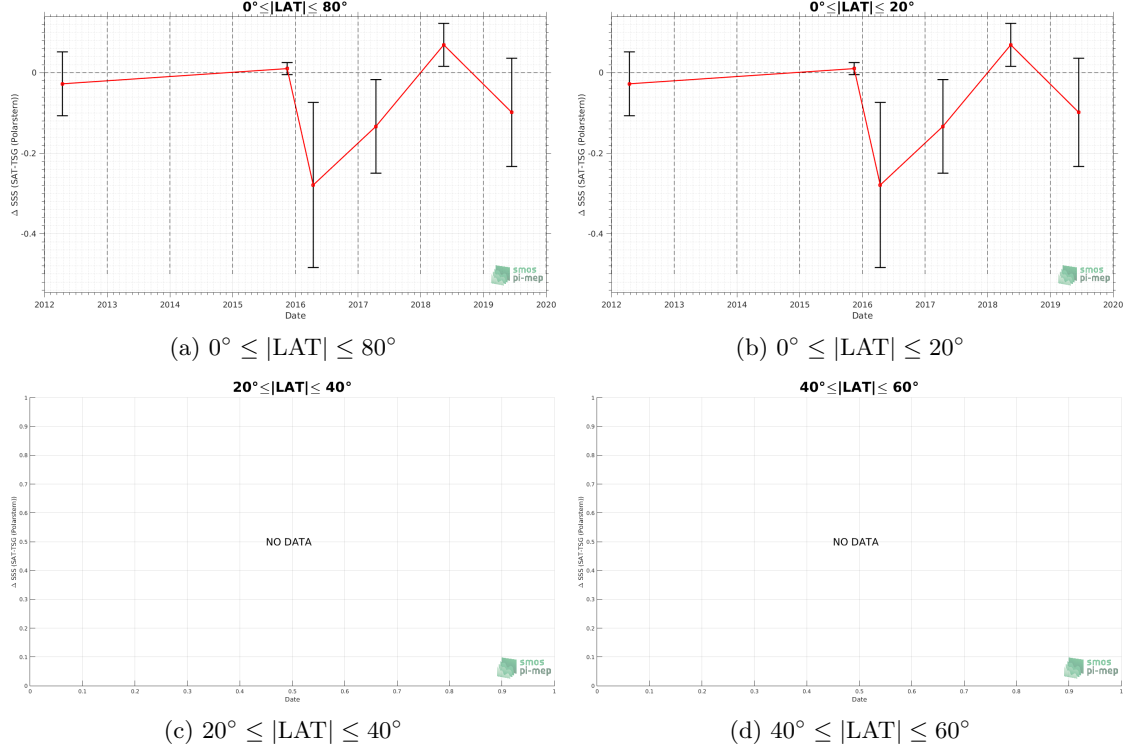 0°≤|LAT|≤ 80°
Δ SSS (SAT-TSG (Polarstern))
0
-0.2
-0.4
2012 2013 2014 2015 2016 2017 2018 2019 2020
Date
smos
pi-mep
(a) 0° ≤ |LAT| ≤ 80°
0°≤|LAT|≤ 20°
Δ SSS (SAT-TSG (Polarstern))
0
-0.2
-0.4
2012 2013 2014 2015 2016 2017 2018 2019 2020
Date
smos
pi-mep
(b) 0° ≤ |LAT| ≤ 20°
20°≤|LAT|≤ 40°
Δ SSS (SAT-TSG (Polarstern))
1
0.9
0.8
0.7
0.6
0.5
0.4
0.3
0.2
0.1
0
NO DATA
0 0.1 0.2 0.3 0.4 0.5 0.6 0.7 0.8 0.9 1
Date
smos
pi-mep
(c) 20° ≤ |LAT| ≤ 40°
40°≤|LAT|≤ 60°
Δ SSS (SAT-TSG (Polarstern))
1
0.9
0.8
0.7
0.6
0.5
0.4
0.3
0.2
0.1
0
NO DATA
0 0.1 0.2 0.3 0.4 0.5 0.6 0.7 0.8 0.9 1
Date
smos
pi-mep
(d) 40° ≤ |LAT| ≤ 60°